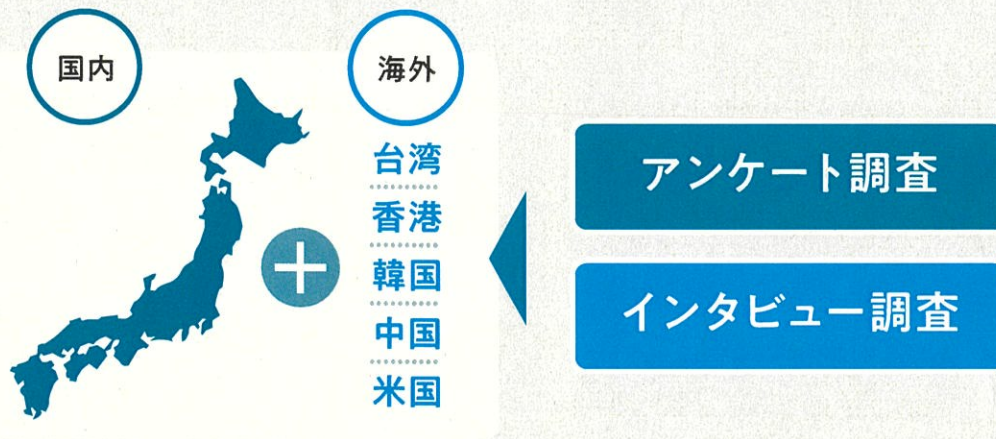 国内
海外
台湾
香港
韓国
中国
米国
アンケート調査
インタビュー調査